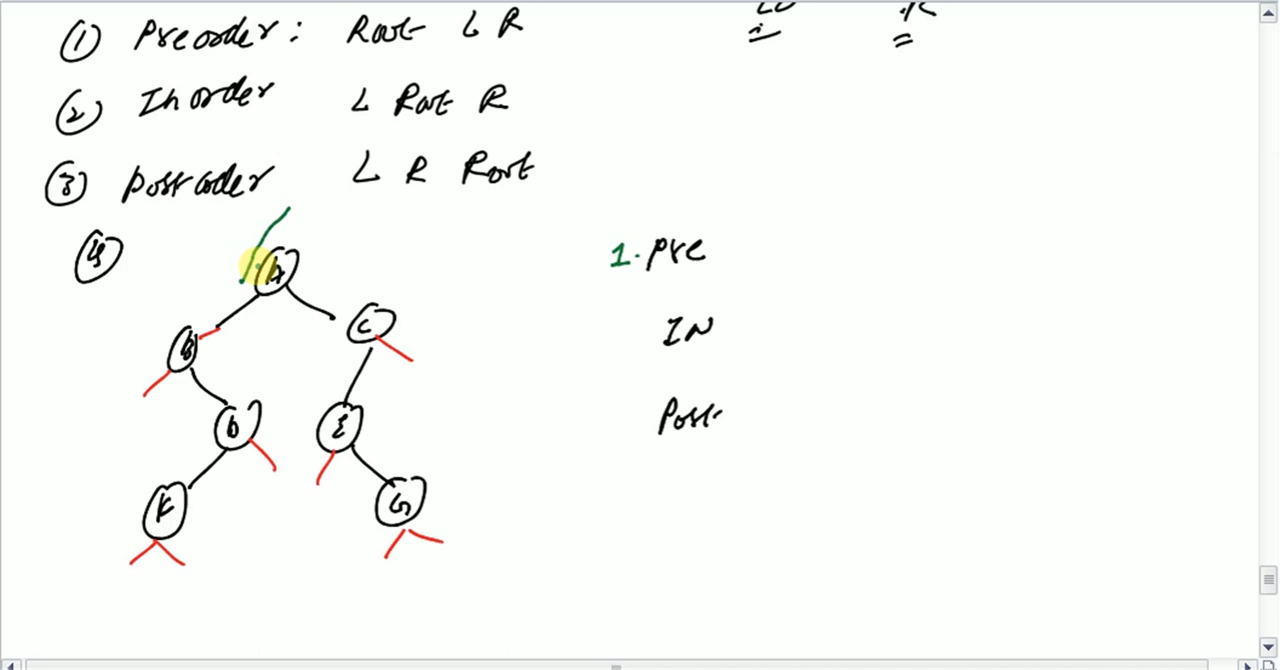 ① Preorder: Root L R
② Inorder L Root R
③ postorder L R Root
④
A
1. pre
B C
IN
D E
Post
F G